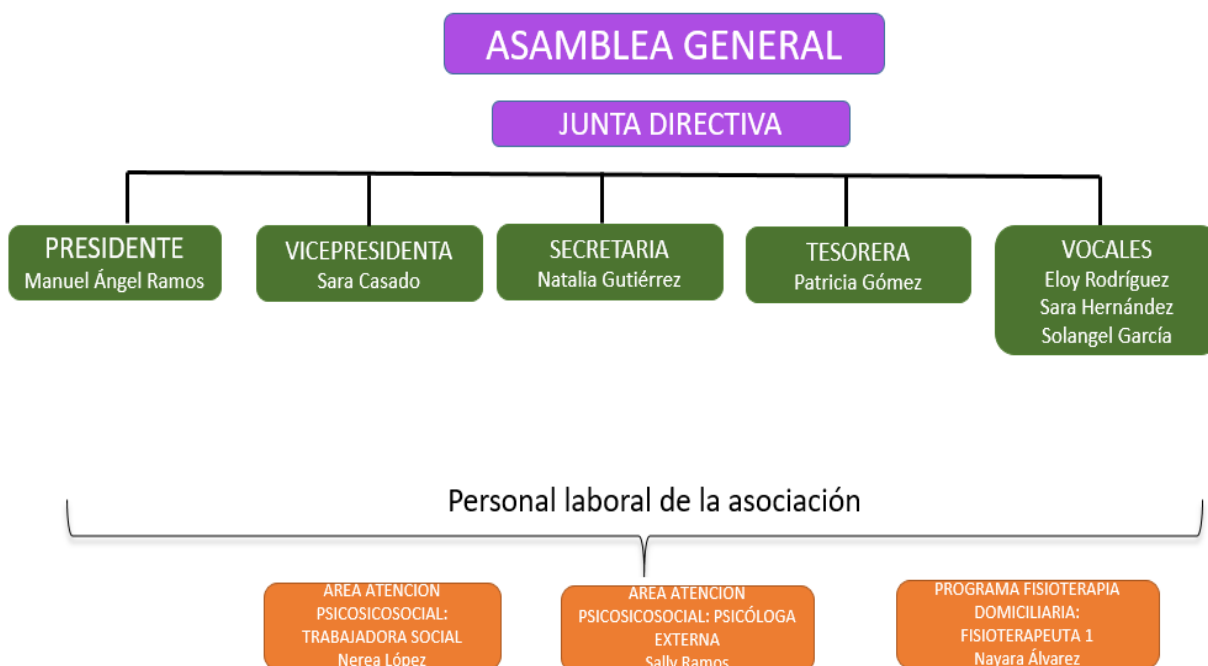 ASAMBLEA GENERAL
JUNTA DIRECTIVA
PRESIDENTE
Manuel Ángel Ramos
VICEPRESIDENTA
Sara Casado
SECRETARIA
Natalia Gutiérrez
TESORERA
Patricia Gómez
VOCALES
Eloy Rodríguez
Sara Hernández
Solangel García
Personal laboral de la asociación
AREA ATENCION
PSICOSICOSOCIAL:
TRABAJADORA SOCIAL
Nerea López
AREA ATENCION
PSICOSICOSOCIAL: PSICÓLOGA
EXTERNA
Sally Ramos
PROGRAMA FISIOTERAPIA
DOMICILIARIA:
FISIOTERAPEUTA 1
Nayara Álvarez